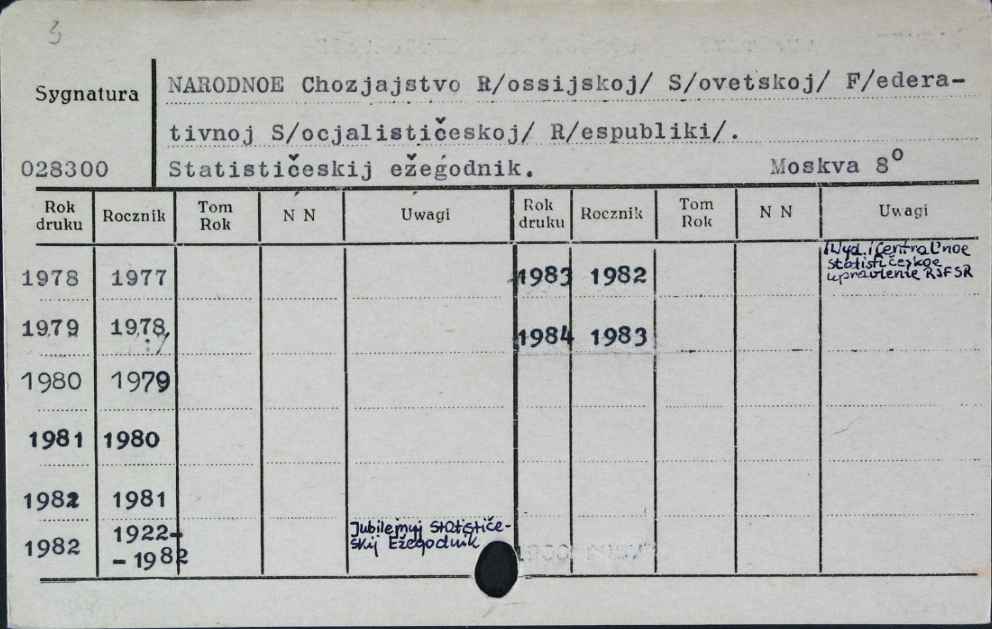 3
Sygnatura
NARODNOE Chozjajstvo R/ossijskoj/ S/ovetskoj/ F/edera-
tivnoj S/ocjalističeskoj/ R/espubliki/.
028300 Statističeskij ežegodnik. Moskva 8°
Rok druku Rocznik Tom Rok N N Uwagi Rok druku Rocznik Tom Rok N N Uwagi
1978 1977
1979 1978
1980 1979
1981 1980
1982 1981
1982 1922-
- 1982
Jubilejnyj statističe-
skij Ežegodnik
1983 1982
Wyd. Central'noe
statističeskoe
upravlenie RSFSR
1984 1983